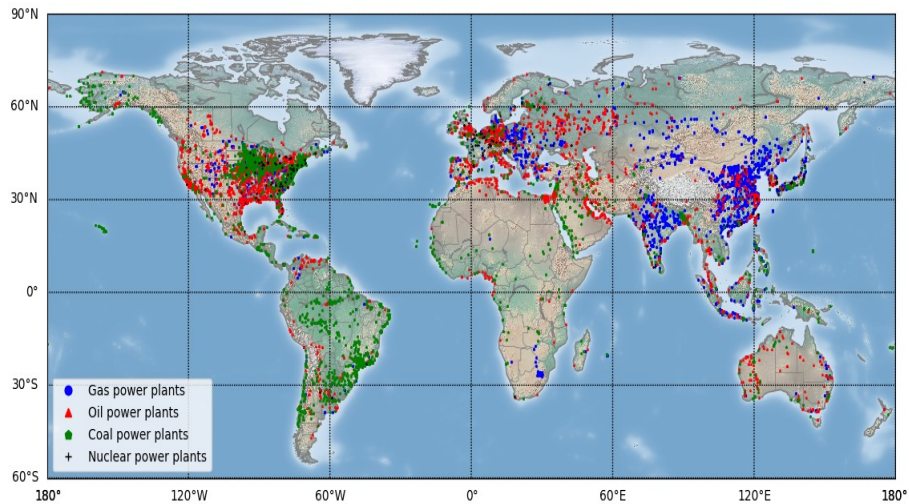 90°N
60°N
30°N
0°
30°S
60°S
180°
120°W
60°W
0°
60°E
120°E
180°
Gas power plants
Oil power plants
Coal power plants
Nuclear power plants